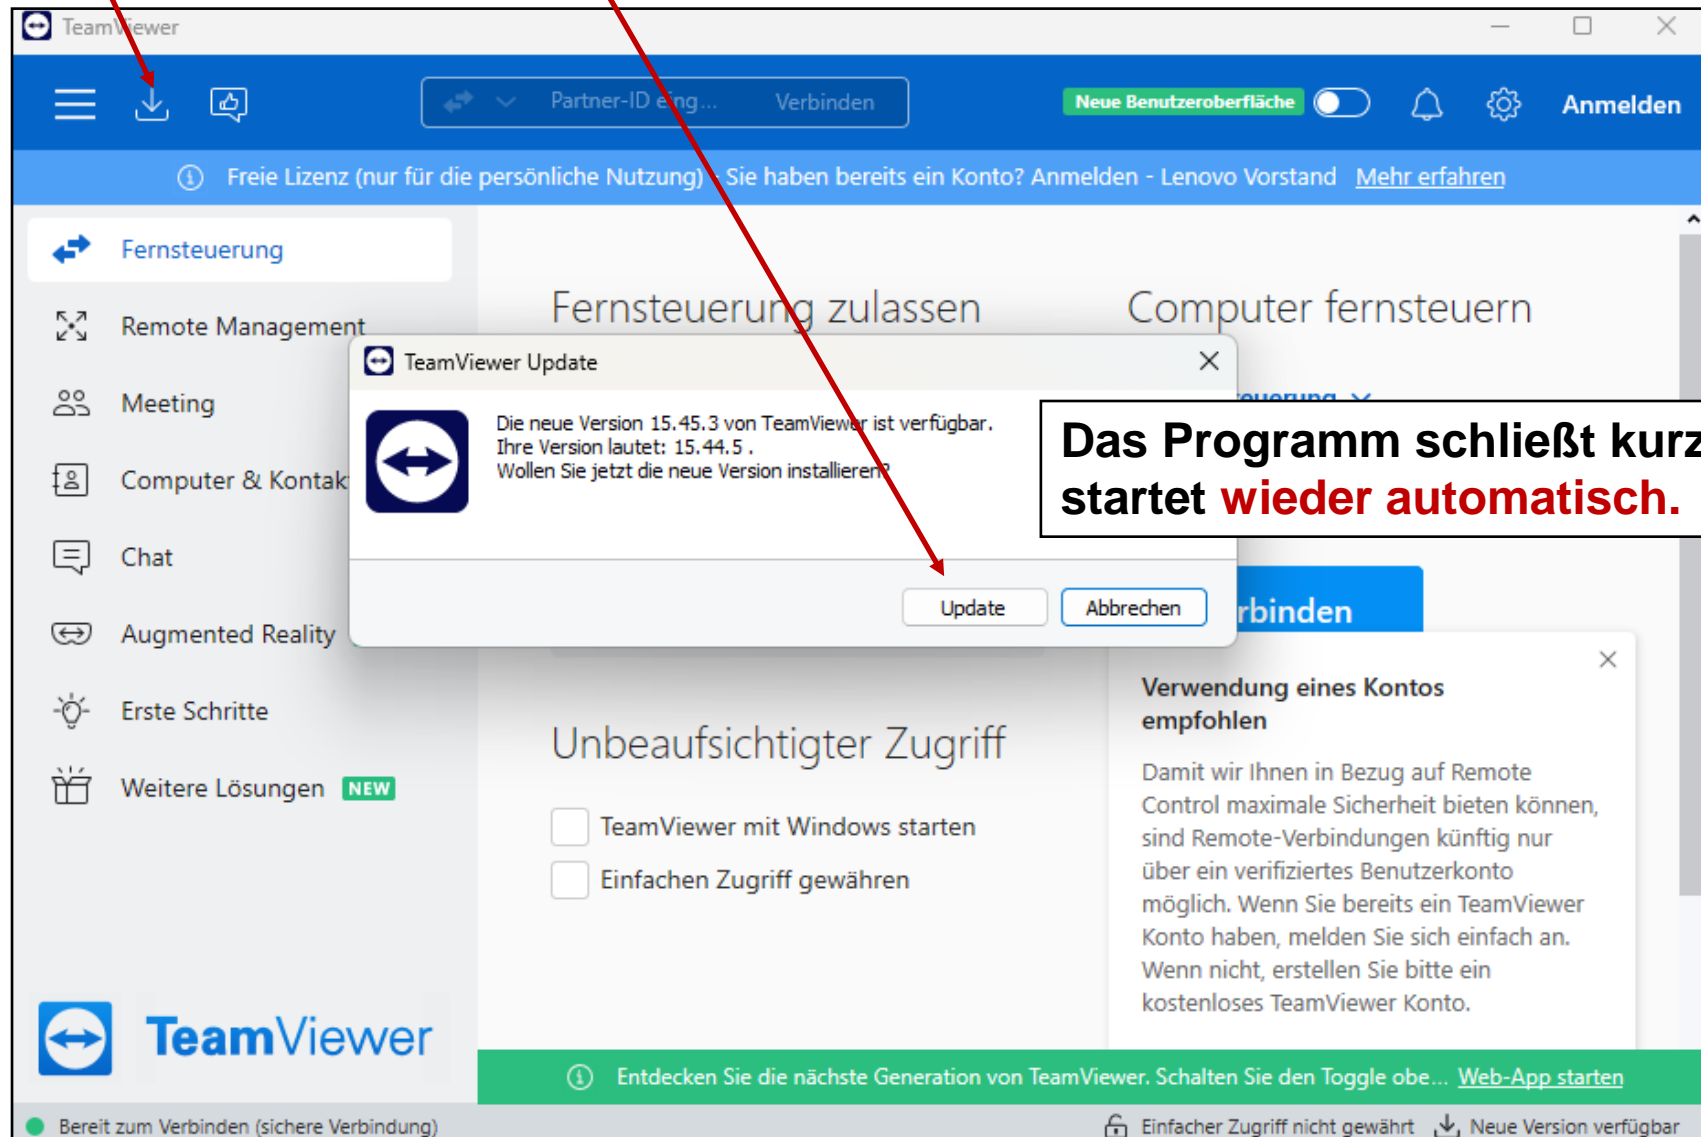 TeamViewer
Partner-ID eing... Verbinden
Neue Benutzeroberfläche
Anmelden
Freie Lizenz (nur für die persönliche Nutzung) - Sie haben bereits ein Konto? Anmelden - Lenovo Vorstand Mehr erfahren
Fernsteuerung
Remote Management
Meeting
Computer & Kontak
Chat
Augmented Reality
Erste Schritte
Weitere Lösungen NEW
TeamViewer
Fernsteuerung zulassen
Computer fernsteuern
TeamViewer Update
Die neue Version 15.45.3 von TeamViewer ist verfügbar.
Ihre Version lautet: 15.44.5 .
Wollen Sie jetzt die neue Version installieren?
Update
Abbrechen
Das Programm schließt kurz
startet wieder automatisch.
rbinden
Unbeaufsichtigter Zugriff
TeamViewer mit Windows starten
Einfachen Zugriff gewähren
Verwendung eines Kontos
empfohlen
Damit wir Ihnen in Bezug auf Remote
Control maximale Sicherheit bieten können,
sind Remote-Verbindungen künftig nur
über ein verifiziertes Benutzerkonto
möglich. Wenn Sie bereits ein TeamViewer
Konto haben, melden Sie sich einfach an.
Wenn nicht, erstellen Sie bitte ein
kostenloses TeamViewer Konto.
Entdecken Sie die nächste Generation von TeamViewer. Schalten Sie den Toggle obe... Web-App starten
Bereit zum Verbinden (sichere Verbindung)
Einfacher Zugriff nicht gewährt
Neue Version verfügbar